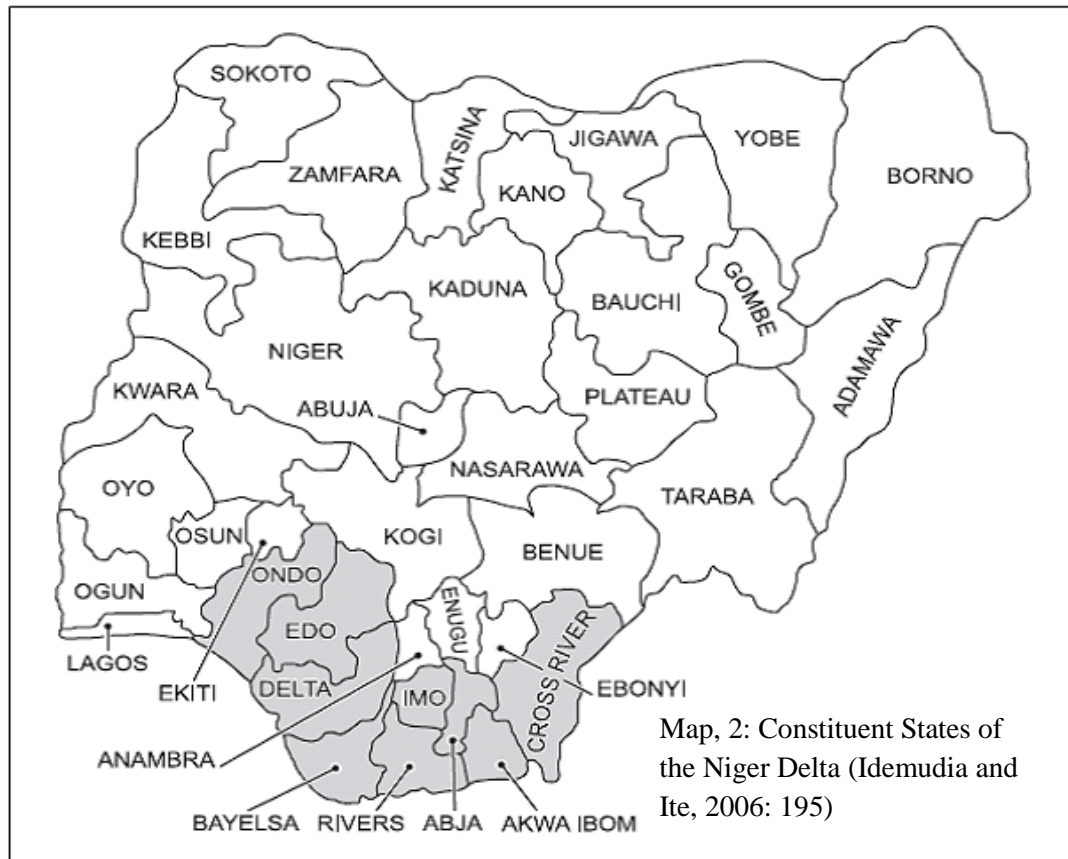 SOKOTO
KATSINA
JIGAWA
YOBE
BORNO
ZAMFARA
KANO
KEBBI
KADUNA
BAUCHI
GOMBE
ADAMAWA
NIGER
KWARA
ABUJA
PLATEAU
NASARAWA
OYO
TARABA
OSUN
KOGI
BENUE
ONDO
OGUN
ENUGU
EDO
LAGOS
EKITI
DELTA
IMO
CROSS RIVER
EBONYI
ANAMBRA
BAYELSA
RIVERS
ABJA
AKWA IBOM
Map, 2: Constituent States of
the Niger Delta (Idemudia and
Ite, 2006: 195)